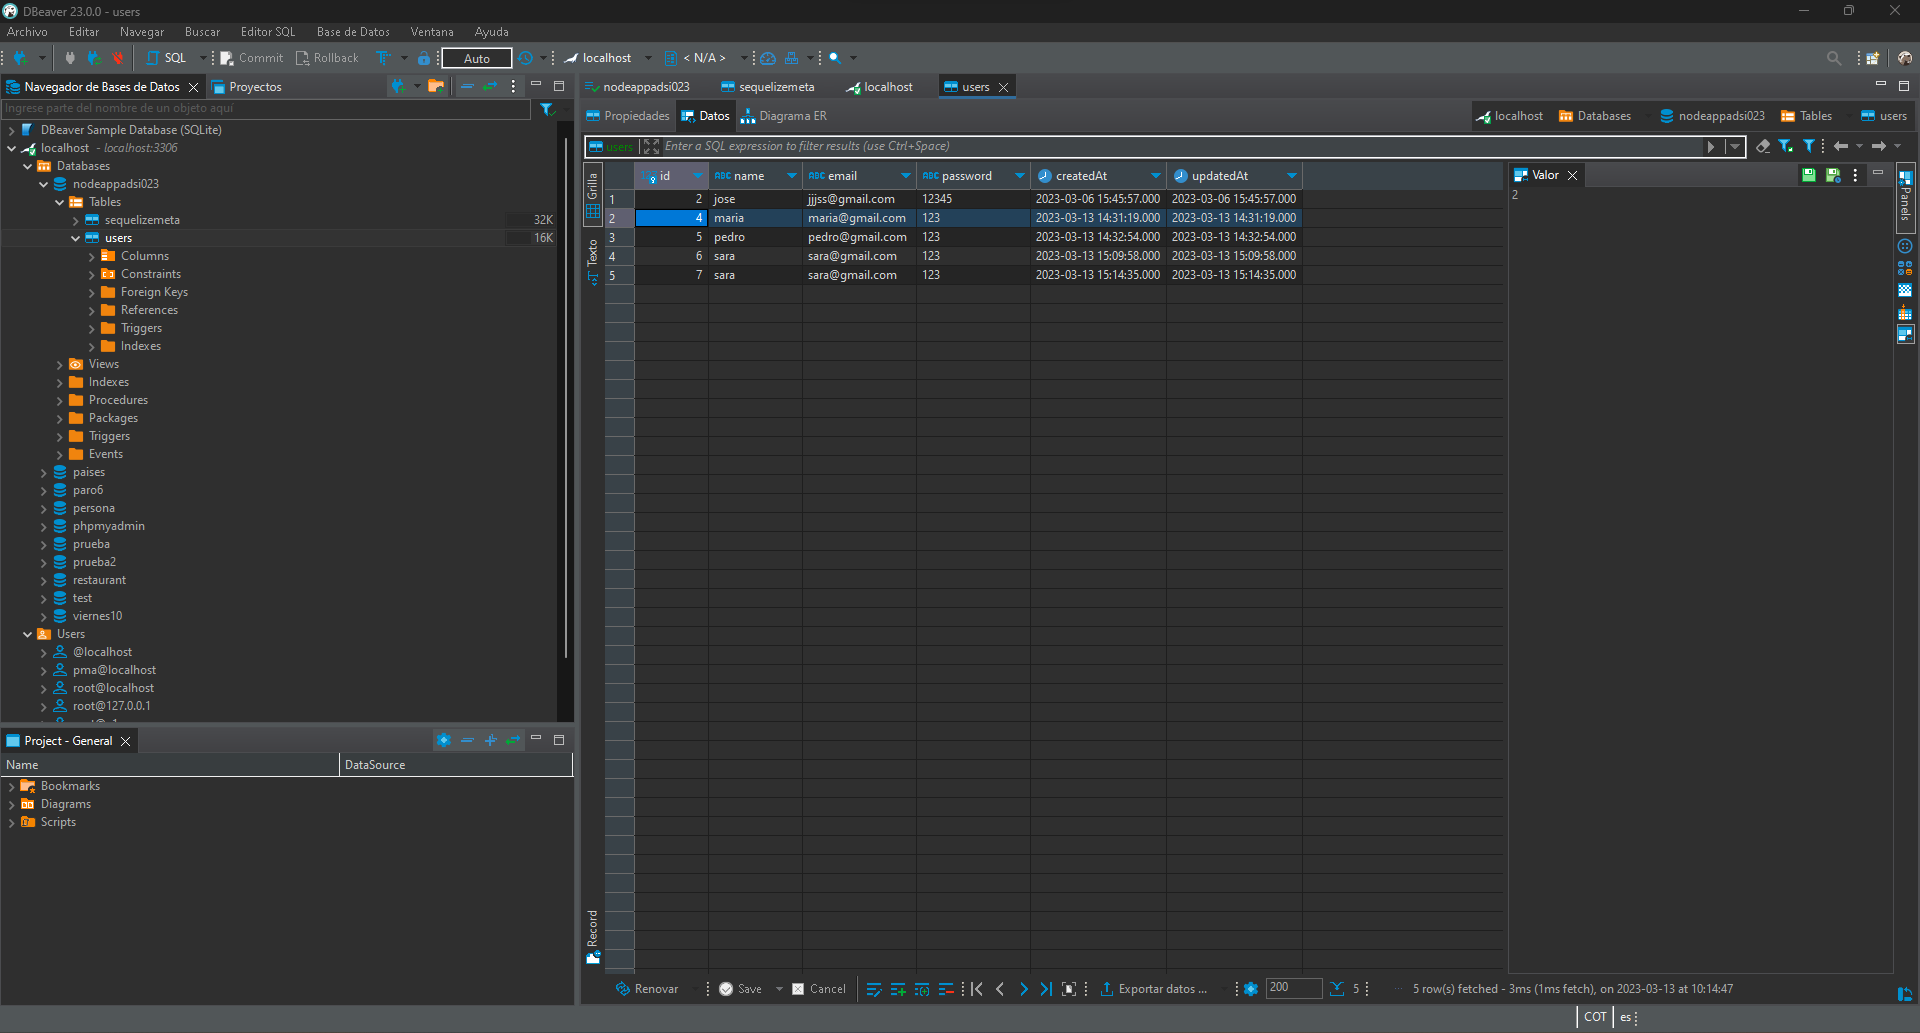 DBeaver 23.0.0 - users
Archivo Editar Navegar Buscar Editor SQL Base de Datos Ventana Ayuda
SQL Commit Rollback Auto localhost < N/A >
Navegador de Bases de Datos Proyectos
Ingrese parte del nombre de un objeto aquí
DBeaver Sample Database (SQLite)
localhost - localhost:3306
Databases
nodeappadsi023
Tables
sequelizemeta 32K
users 16K
Columns
Constraints
Foreign Keys
References
Triggers
Indexes
Views
Indexes
Procedures
Packages
Triggers
Events
paises
paro6
persona
phpmyadmin
prueba
prueba2
restaurant
test
viernes10
Users
@localhost
pma@localhost
root@localhost
root@127.0.0.1
Project - General
Name DataSource
Bookmarks
Diagrams
Scripts
nodeappadsi023 sequelizemeta localhost users
Propiedades Datos Diagrama ER localhost Databases nodeappadsi023 Tables users
users Enter a SQL expression to filter results (use Ctrl+Space)
Grilla
Texto
Record
id ABC name ABC email ABC password createdAt updatedAt
1 2 jose jjjss@gmail.com 12345 2023-03-06 15:45:57.000 2023-03-06 15:45:57.000
2 4 maria maria@gmail.com 123 2023-03-13 14:31:19.000 2023-03-13 14:31:19.000
3 5 pedro pedro@gmail.com 123 2023-03-13 14:32:54.000 2023-03-13 14:32:54.000
4 6 sara sara@gmail.com 123 2023-03-13 15:09:58.000 2023-03-13 15:09:58.000
5 7 sara sara@gmail.com 123 2023-03-13 15:14:35.000 2023-03-13 15:14:35.000
Valor
2
Panels
Renovar Save Cancel Exportar datos ... 200 5 5 row(s) fetched - 3ms (1ms fetch), on 2023-03-13 at 10:14:47
COT es